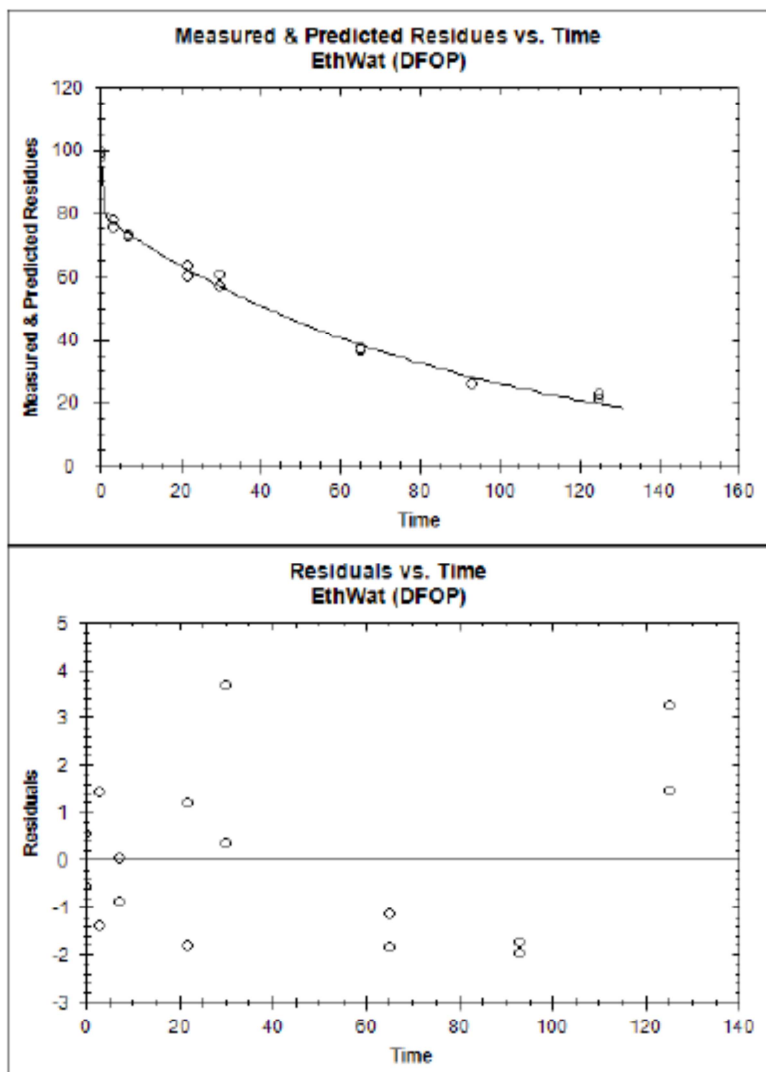 Measured & Predicted Residues vs. Time
EthWat (DFOP)
Measured & Predicted Residues
120
100
80
60
40
20
0
0 20 40 60 80 100 120 140 160
Time
Residuals vs. Time
EthWat (DFOP)
Residuals
5
4
3
2
1
0
-1
-2
-3
0 20 40 60 80 100 120 140
Time